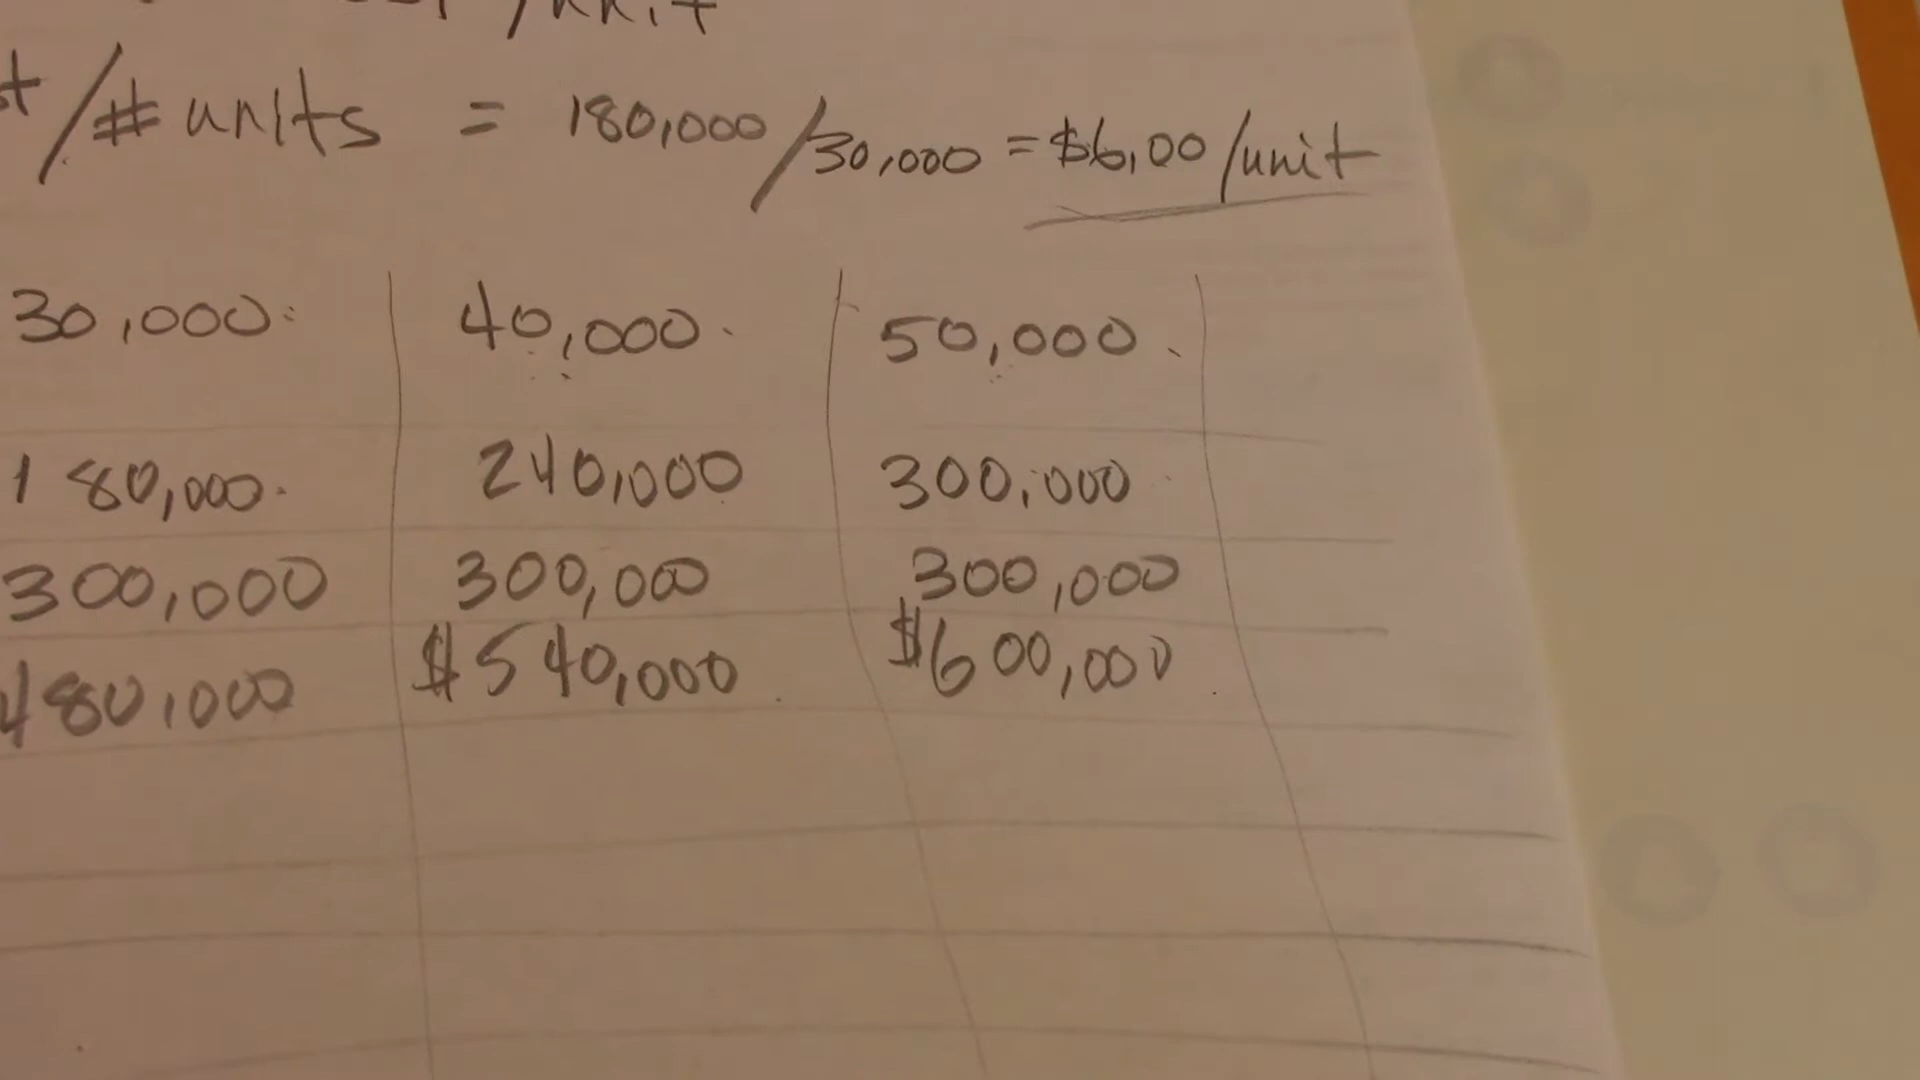 /unit
/# units = 180,000/30,000 = $6,00/unit
30,000 40,000 50,000
180,000 240,000 300,000
300,000 300,000 300,000
480,000 $540,000 $600,000